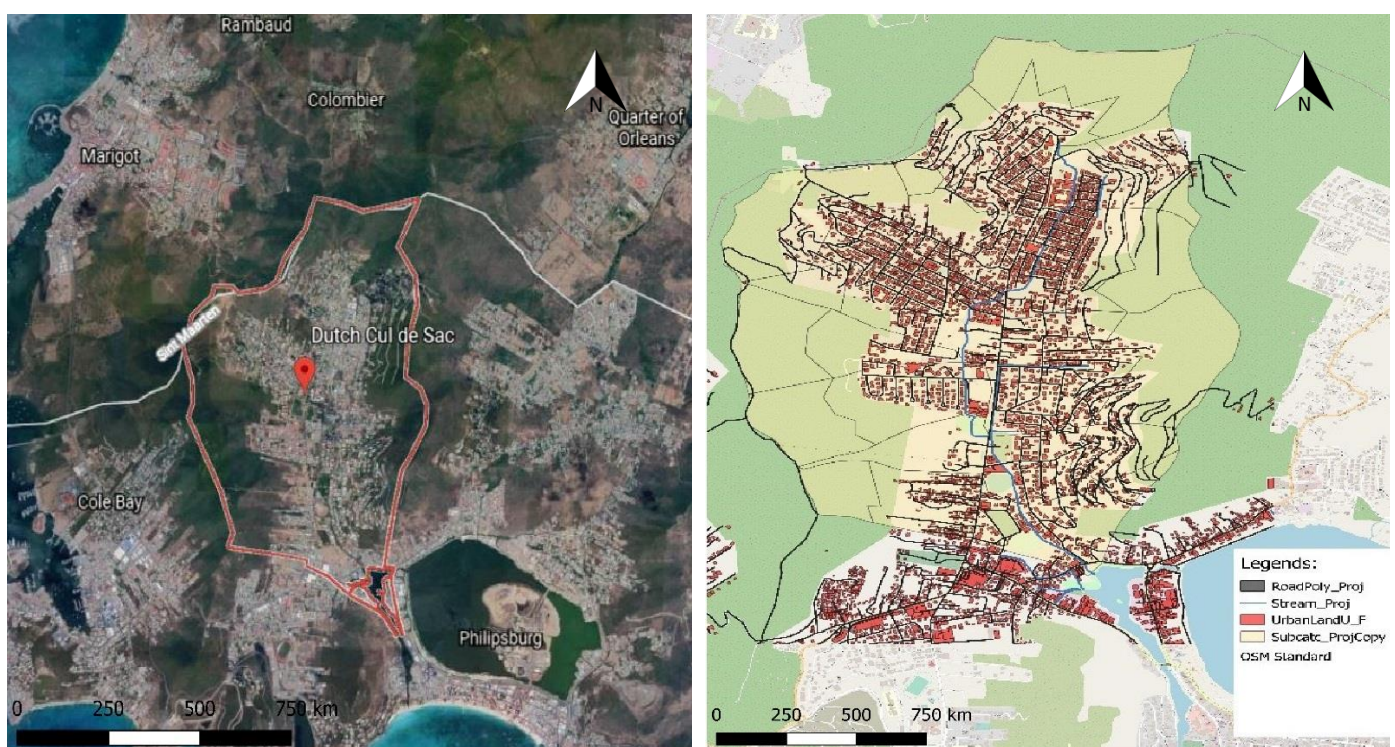 Rambaud
N
Colombier
Quarter of
Orleans
Marigot
Sint Maarten
Dutch Cul de Sac
Cole Bay
Philipsburg
0 250 500 750 km
N
Legends:
RoadPoly_Proj
Stream_Proj
UrbanLandU_F
Subcatc_ProjCopy
OSM Standard
0 250 500 750 km